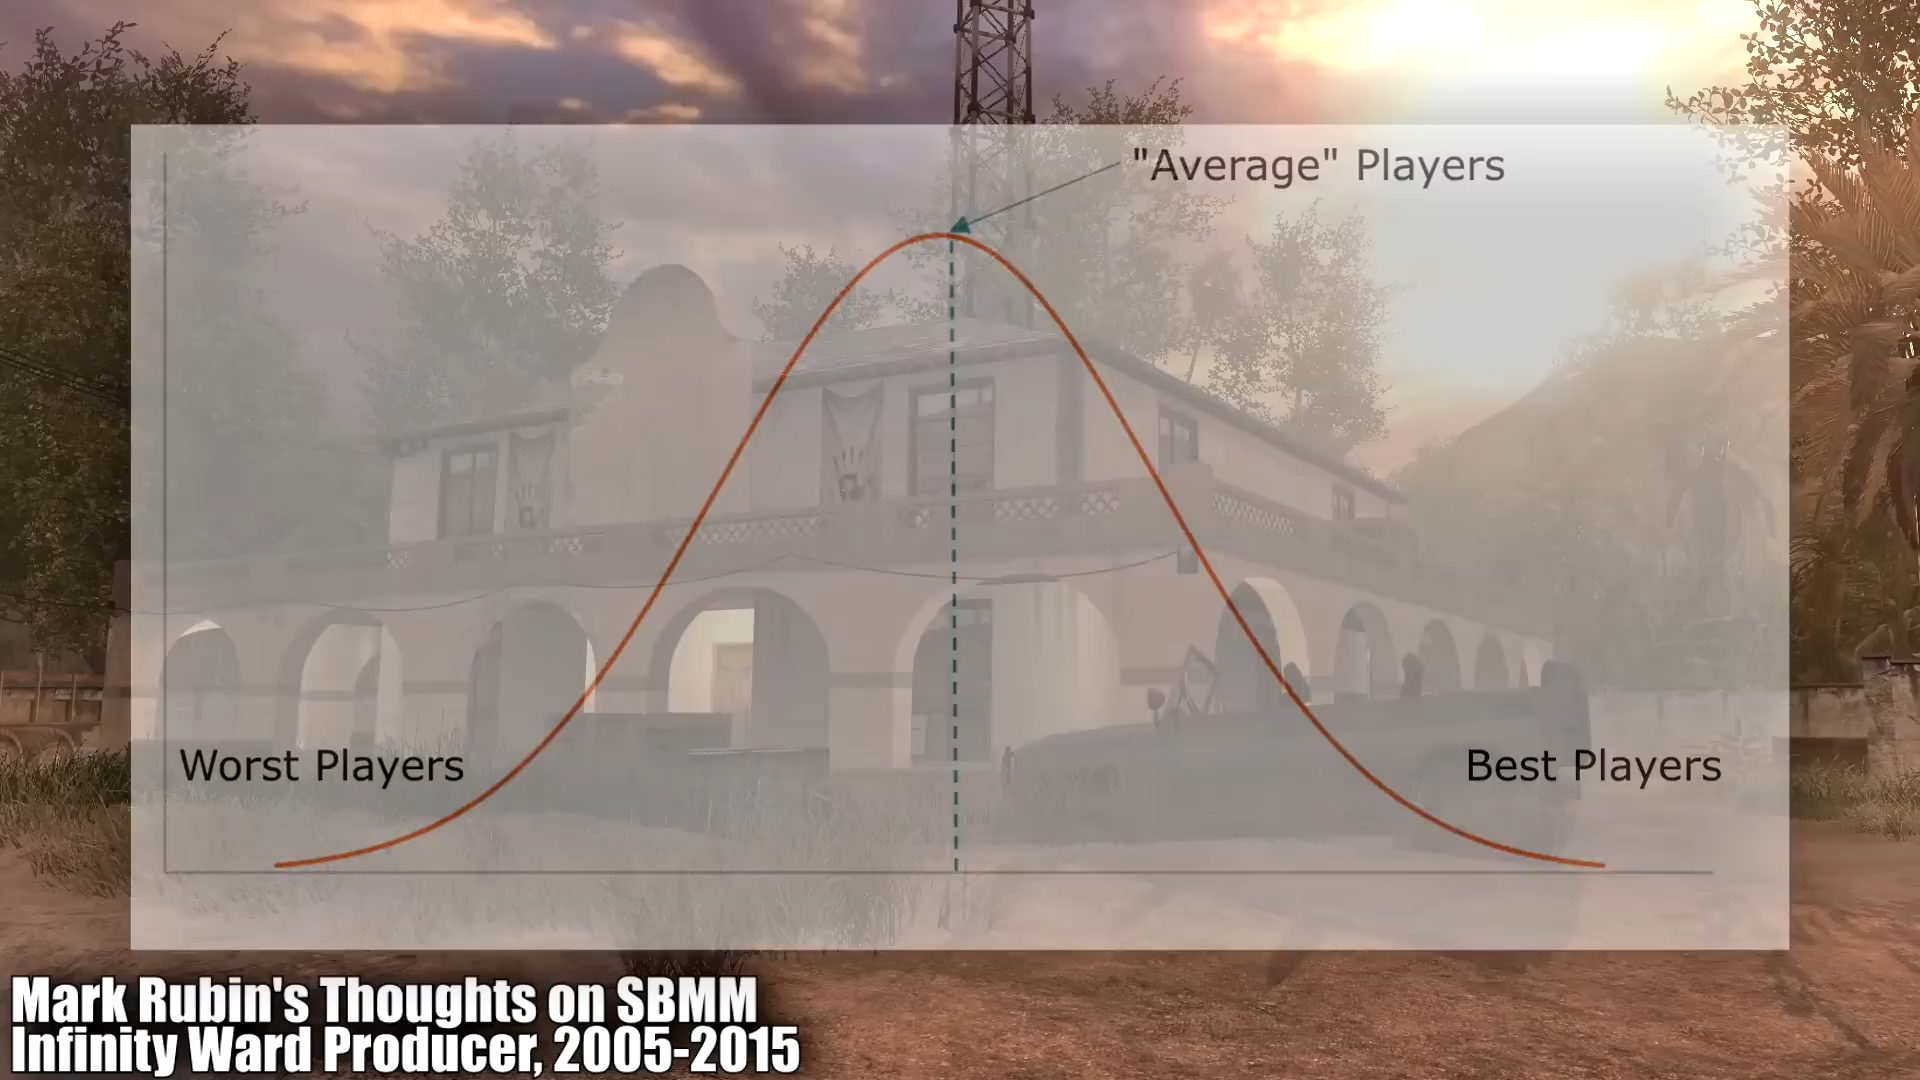 "Average" Players
Worst Players
Best Players
Mark Rubin's Thoughts on SBMM
Infinity Ward Producer, 2005-2015